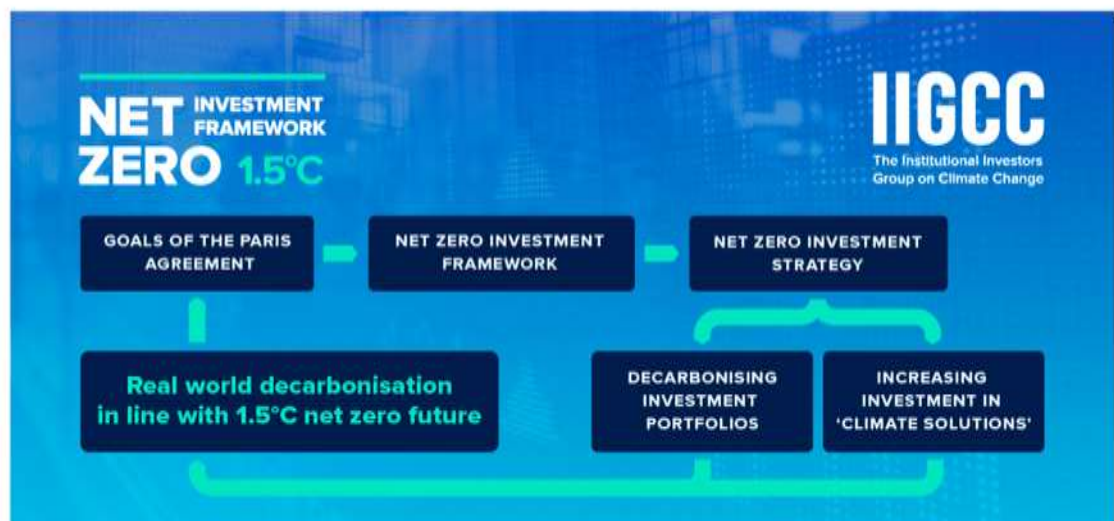 NET INVESTMENT
FRAMEWORK
ZERO 1.5°C
IIGCC
The Institutional Investors
Group on Climate Change
GOALS OF THE PARIS
AGREEMENT
NET ZERO INVESTMENT
FRAMEWORK
NET ZERO INVESTMENT
STRATEGY
Real world decarbonisation
in line with 1.5°C net zero future
DECARBONISING
INVESTMENT
PORTFOLIOS
INCREASING
INVESTMENT IN
‘CLIMATE SOLUTIONS’